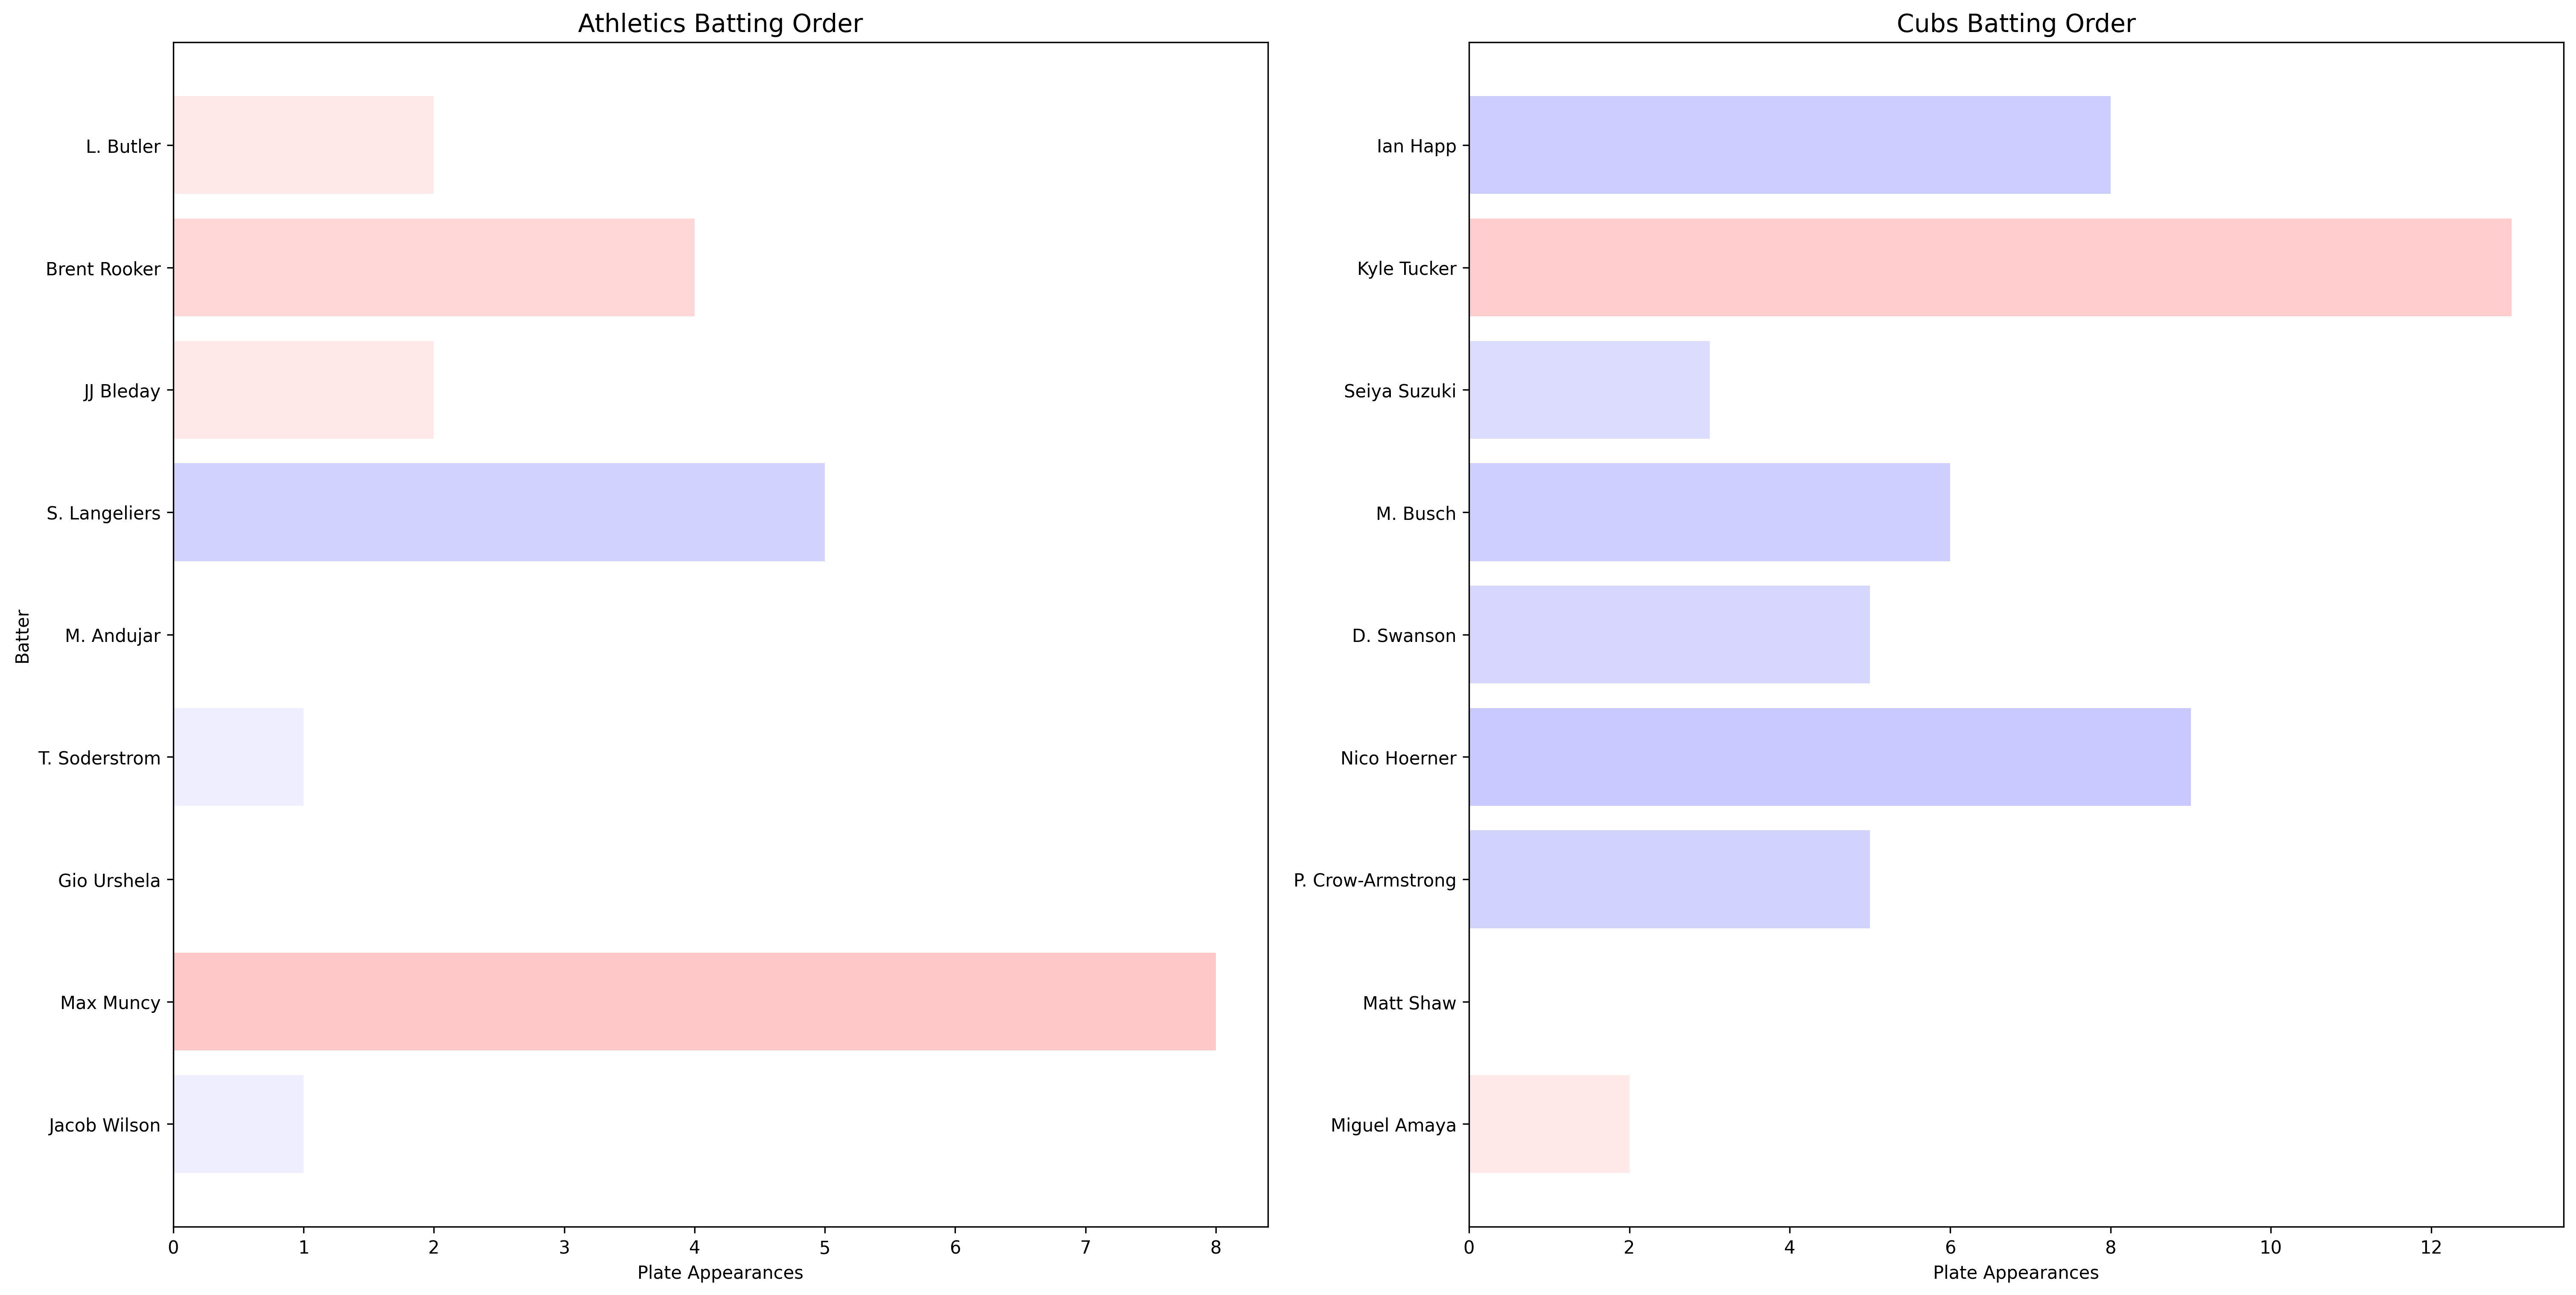 Athletics Batting Order
Batter
L. Butler
Brent Rooker
JJ Bleday
S. Langeliers
M. Andujar
T. Soderstrom
Gio Urshela
Max Muncy
Jacob Wilson
0 1 2 3 4 5 6 7 8
Plate Appearances
Cubs Batting Order
Ian Happ
Kyle Tucker
Seiya Suzuki
M. Busch
D. Swanson
Nico Hoerner
P. Crow-Armstrong
Matt Shaw
Miguel Amaya
0 2 4 6 8 10 12
Plate Appearances